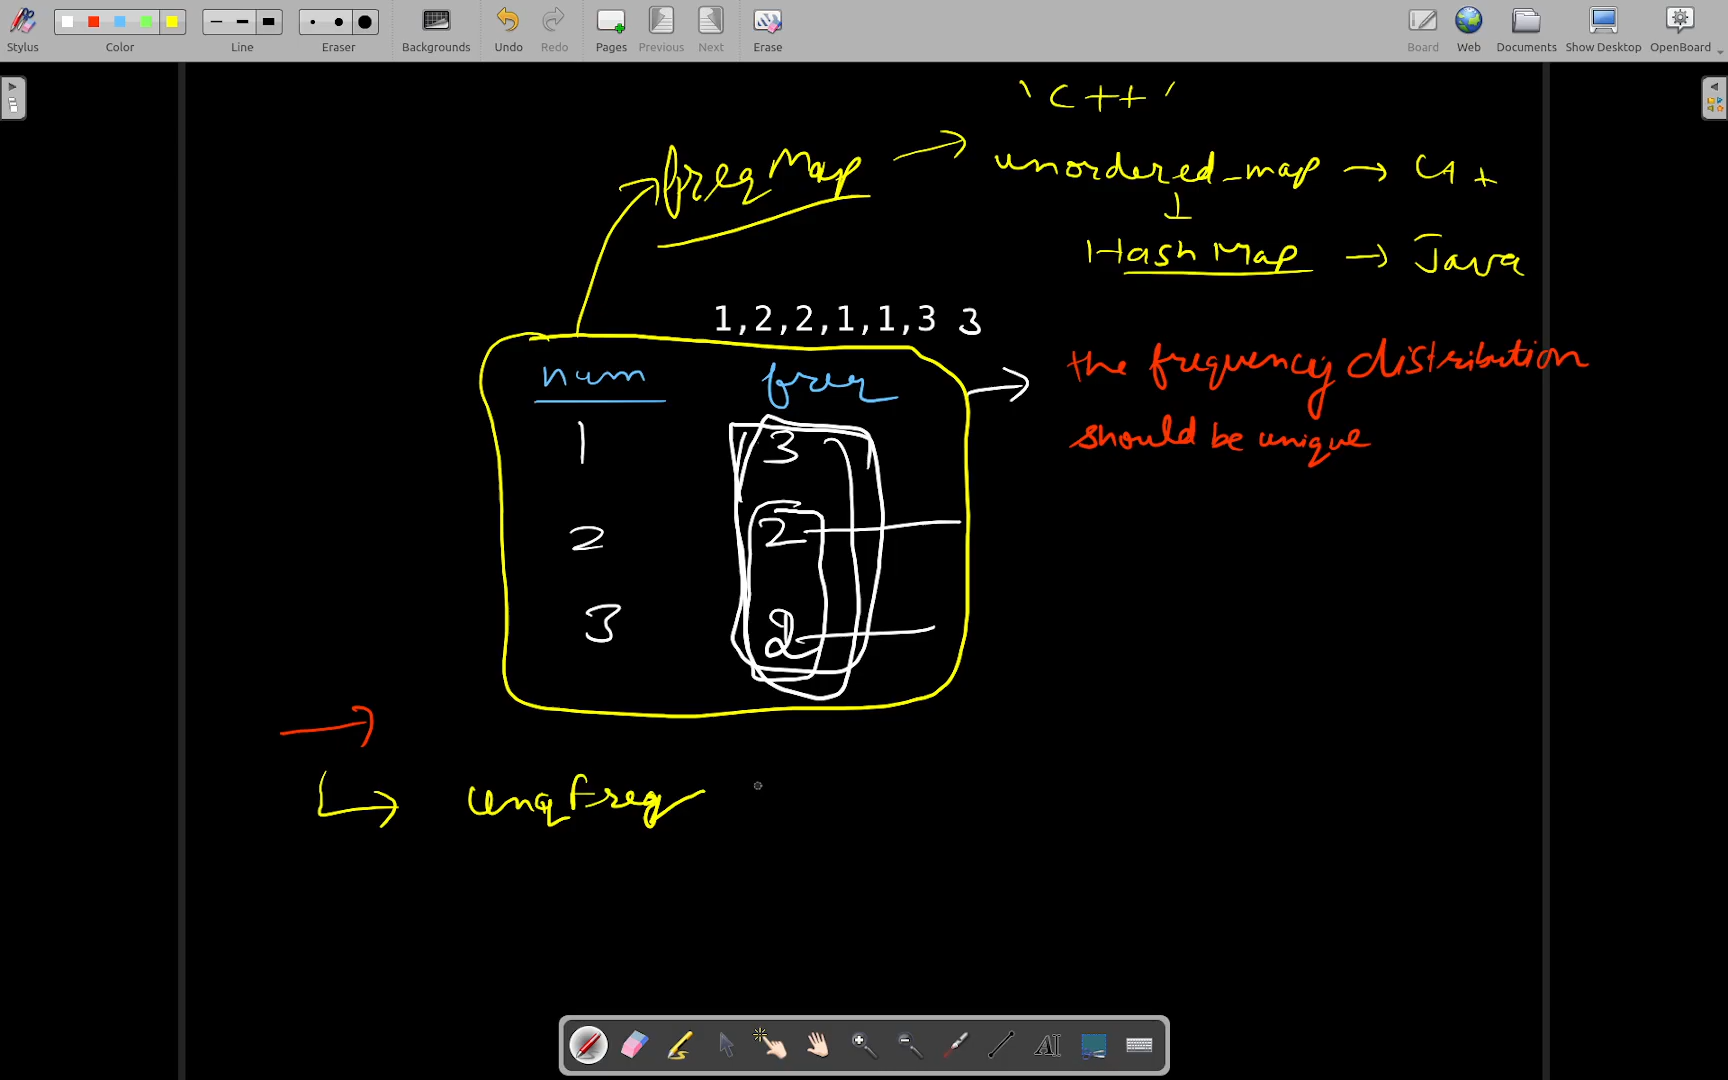 Stylus Color Line Eraser Backgrounds Undo Redo Pages Previous Next Erase Board Web Documents Show Desktop OpenBoard
'C++'
freqMap → unordered_map → C++
HashMap → Java
1,2,2,1,1,3 3
num freq
the frequency distribution
should be unique
1 3
2 2
3 2
unqFreq